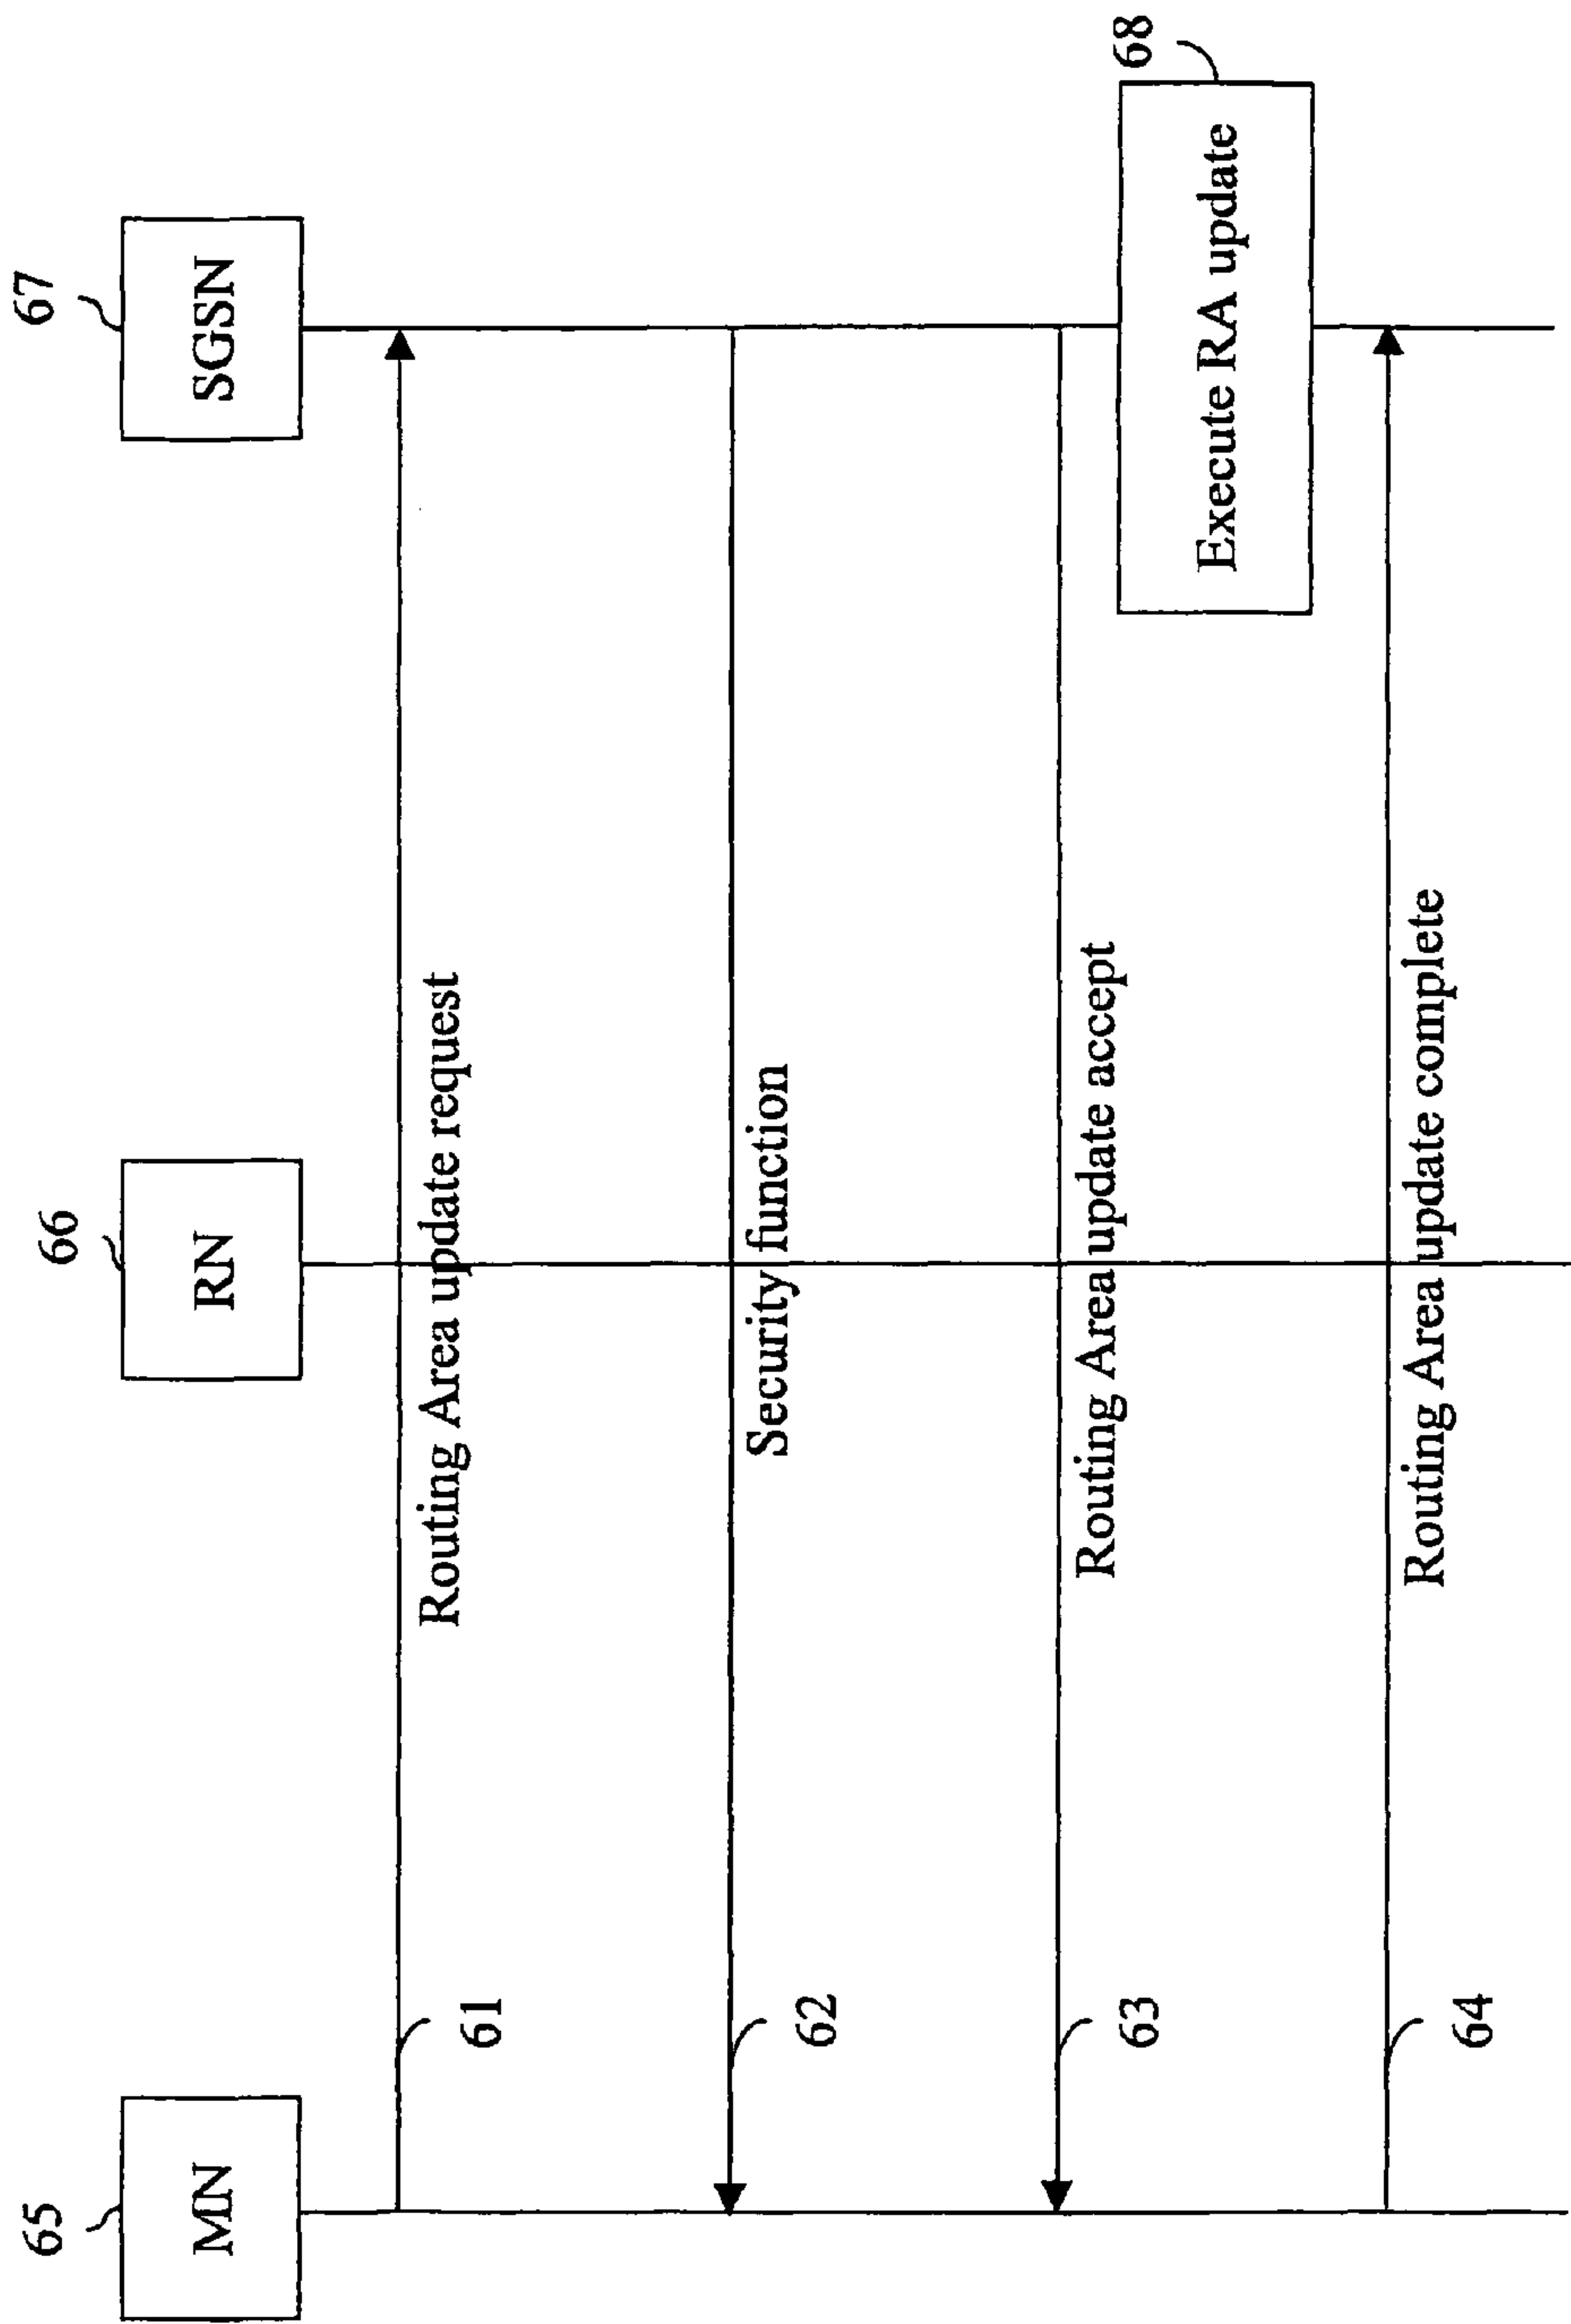 65
66
67
MN
RN
SGSN
Routing Area update request
61
Security function
62
Routing Area update accept
63
68
Execute RA update
Routing Area update complete
64